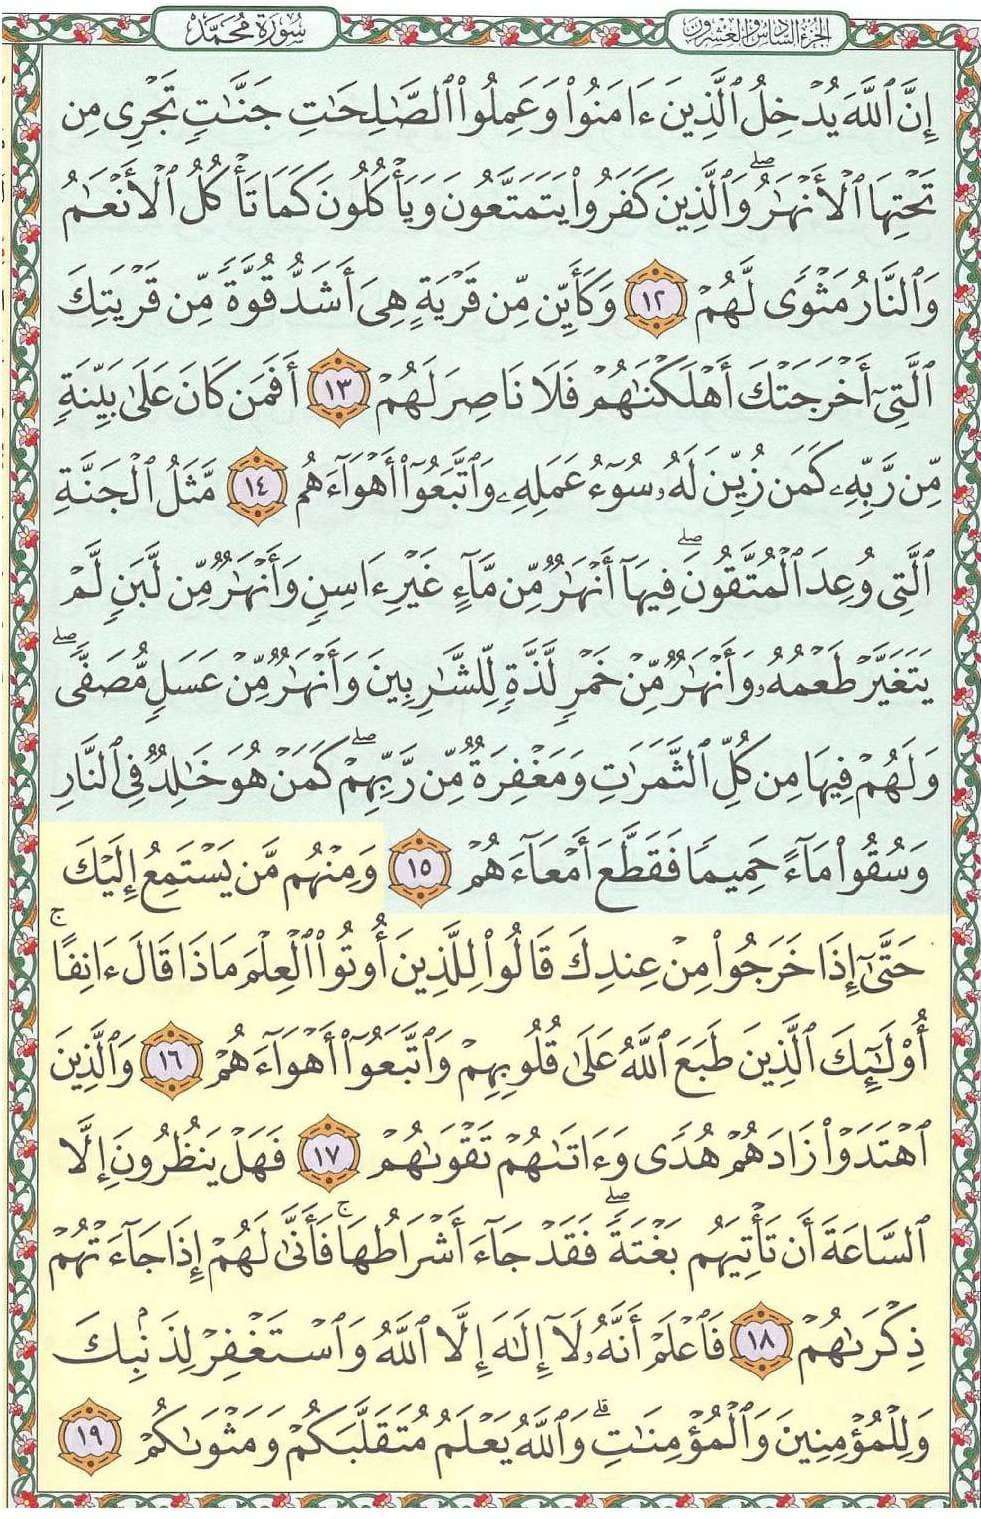 الجزء السادس والعشرون
سورة محمد
إِنَّ ٱللَّهَ يُدۡخِلُ ٱلَّذِينَ ءَامَنُواْ وَعَمِلُواْ ٱلصَّٰلِحَٰتِ جَنَّٰتٖ تَجۡرِي مِن
تَحۡتِهَا ٱلۡأَنۡهَٰرُۖ وَٱلَّذِينَ كَفَرُواْ يَتَمَتَّعُونَ وَيَأۡكُلُونَ كَمَا تَأۡكُلُ ٱلۡأَنۡعَٰمُ
وَٱلنَّارُ مَثۡوٗى لَّهُمۡ ١٢ وَكَأَيِّن مِّن قَرۡيَةٍ هِيَ أَشَدُّ قُوَّةٗ مِّن قَرۡيَتِكَ
ٱلَّتِيٓ أَخۡرَجَتۡكَ أَهۡلَكۡنَٰهُمۡ فَلَا نَاصِرَ لَهُمۡ ١٣ أَفَمَن كَانَ عَلَىٰ بَيِّنَةٖ
مِّن رَّبِّهِۦ كَمَن زُيِّنَ لَهُۥ سُوٓءُ عَمَلِهِۦ وَٱتَّبَعُوٓاْ أَهۡوَآءَهُم ١٤ مَّثَلُ ٱلۡجَنَّةِ
ٱلَّتِي وُعِدَ ٱلۡمُتَّقُونَۖ فِيهَآ أَنۡهَٰرٞ مِّن مَّآءٍ غَيۡرِ ءَاسِنٖ وَأَنۡهَٰرٞ مِّن لَّبَنٖ لَّمۡ
يَتَغَيَّرۡ طَعۡمُهُۥ وَأَنۡهَٰرٞ مِّنۡ خَمۡرٖ لَّذَّةٖ لِّلشَّٰرِبِينَ وَأَنۡهَٰرٞ مِّنۡ عَسَلٖ مُّصَفّٗىۖ
وَلَهُمۡ فِيهَا مِن كُلِّ ٱلثَّمَرَٰتِ وَمَغۡفِرَةٞ مِّن رَّبِّهِمۡۖ كَمَنۡ هُوَ خَٰلِدٞ فِي ٱلنَّارِ
وَسُقُواْ مَآءً حَمِيمٗا فَقَطَّعَ أَمۡعَآءَهُمۡ ١٥ وَمِنۡهُم مَّن يَسۡتَمِعُ إِلَيۡكَ
حَتَّىٰٓ إِذَا خَرَجُواْ مِنۡ عِندِكَ قَالُواْ لِلَّذِينَ أُوتُواْ ٱلۡعِلۡمَ مَاذَا قَالَ ءَانِفًاۚ
أُوْلَٰٓئِكَ ٱلَّذِينَ طَبَعَ ٱللَّهُ عَلَىٰ قُلُوبِهِمۡ وَٱتَّبَعُوٓاْ أَهۡوَآءَهُمۡ ١٦ وَٱلَّذِينَ
ٱهۡتَدَوۡاْ زَادَهُمۡ هُدٗى وَءَاتَىٰهُمۡ تَقۡوَىٰهُمۡ ١٧ فَهَلۡ يَنظُرُونَ إِلَّا
ٱلسَّاعَةَ أَن تَأۡتِيَهُم بَغۡتَةٗۖ فَقَدۡ جَآءَ أَشۡرَاطُهَاۚ فَأَنَّىٰ لَهُمۡ إِذَا جَآءَتۡهُمۡ
ذِكۡرَىٰهُمۡ ١٨ فَٱعۡلَمۡ أَنَّهُۥ لَآ إِلَٰهَ إِلَّا ٱللَّهُ وَٱسۡتَغۡفِرۡ لِذَنۢبِكَ
وَلِلۡمُؤۡمِنِينَ وَٱلۡمُؤۡمِنَٰتِۗ وَٱللَّهُ يَعۡلَمُ مُتَقَلَّبَكُمۡ وَمَثۡوَىٰكُمۡ ١٩